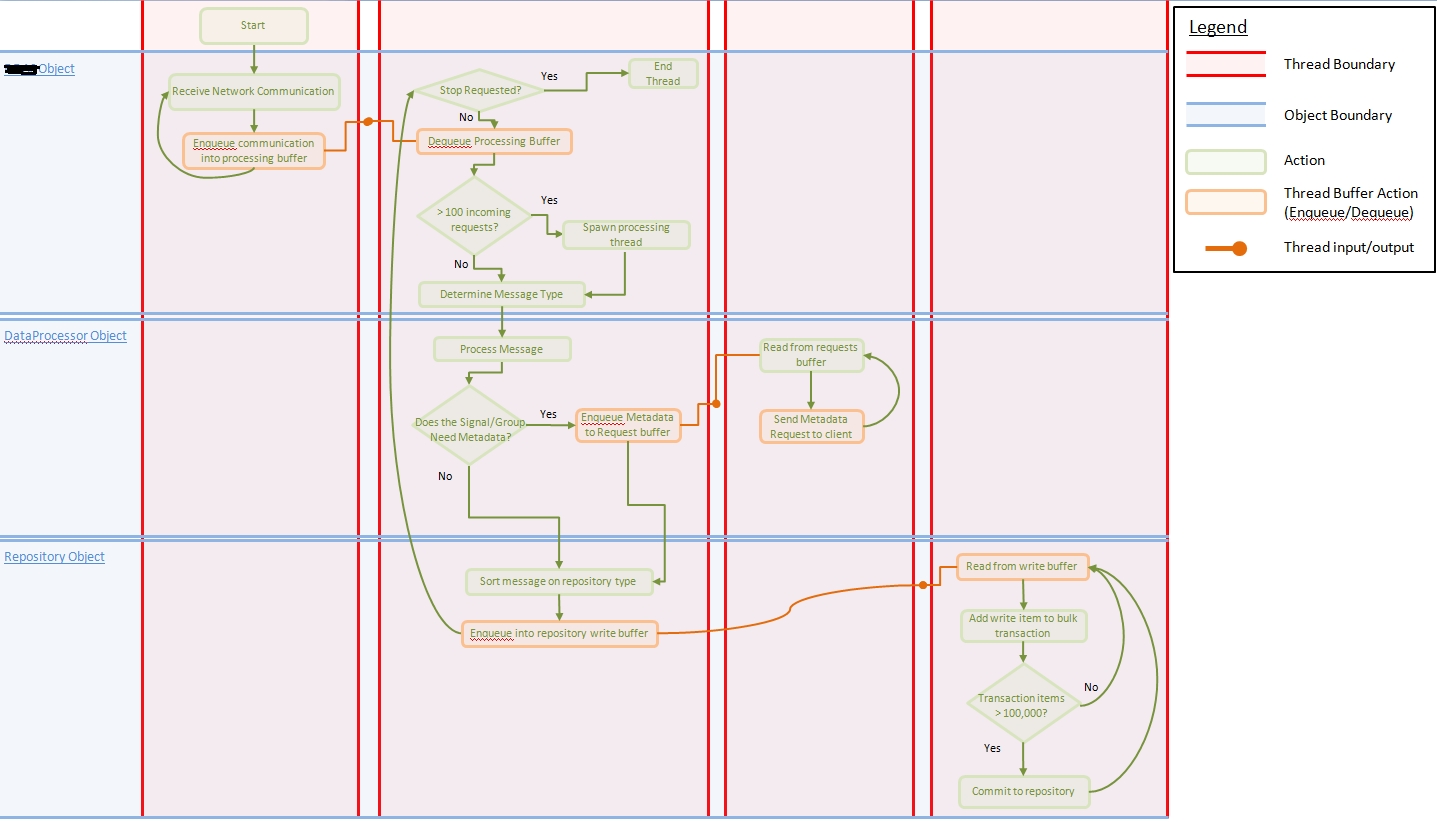 Start
Object
Receive Network Communication
Enqueue communication
into processing buffer
Stop Requested?
Yes
End
Thread
No
Dequeue Processing Buffer
> 100 incoming
requests?
Yes
Spawn processing
thread
No
Determine Message Type
DataProcessor Object
Process Message
Does the Signal/Group
Need Metadata?
Yes
Enqueue Metadata
to Request buffer
No
Read from requests
buffer
Send Metadata
Request to client
Repository Object
Sort message on repository type
Enqueue into repository write buffer
Read from write buffer
Add write item to bulk
transaction
Transaction items
> 100,000?
No
Yes
Commit to repository
Legend
Thread Boundary
Object Boundary
Action
Thread Buffer Action
(Enqueue/Dequeue)
Thread input/output